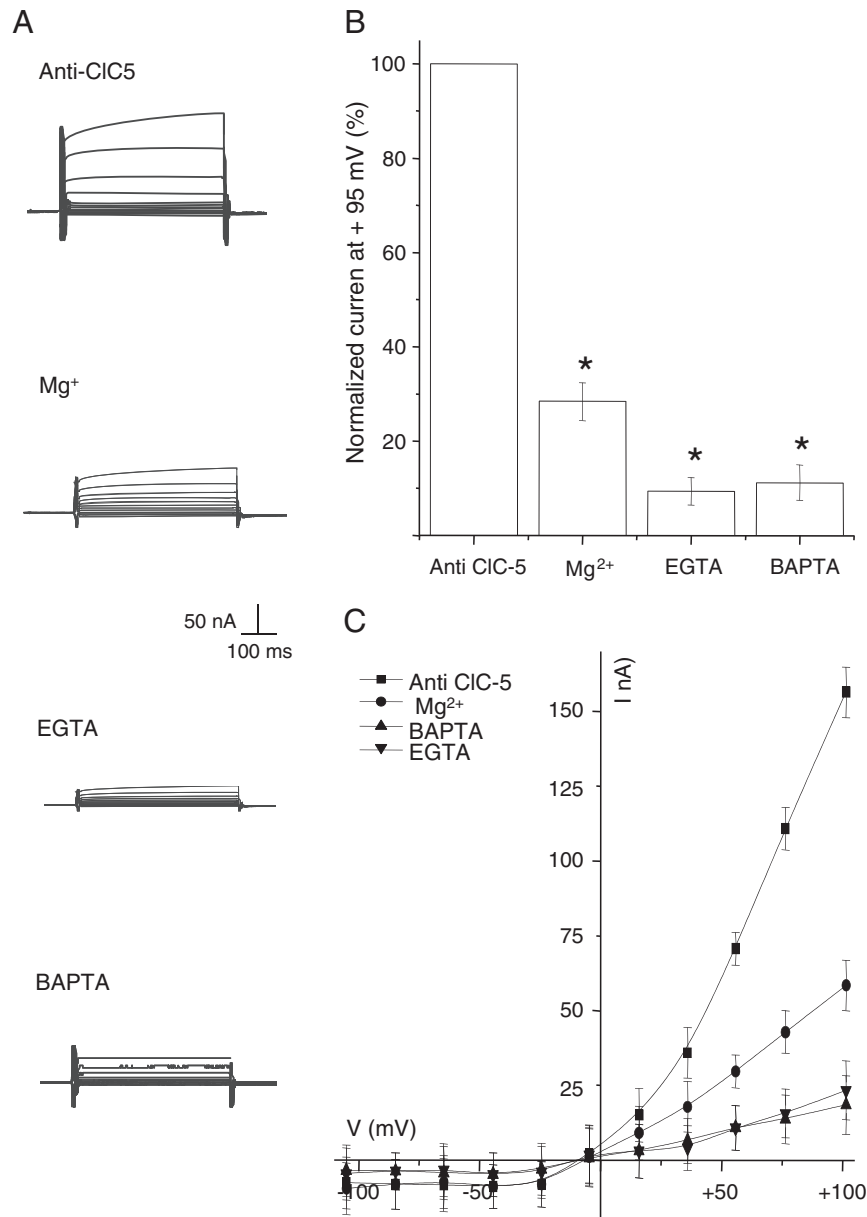 A
Anti-ClC5
Mg⁺
50 nA
100 ms
EGTA
BAPTA
B
Normalized curren at + 95 mV (%)
100
80
60
40
20
*
*
*
Anti ClC-5
Mg²⁺
EGTA
BAPTA
C
Anti ClC-5
Mg²⁺
BAPTA
EGTA
I nA)
150
125
100
75
50
25
V (mV)
-100
-50
+50
+100